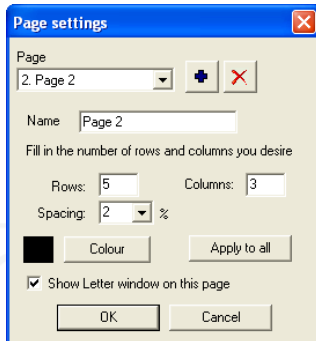 Page settings
Page
2. Page 2
Name Page 2
Fill in the number of rows and columns you desire
Rows: 5 Columns: 3
Spacing: 2 %
Colour Apply to all
Show Letter window on this page
OK Cancel